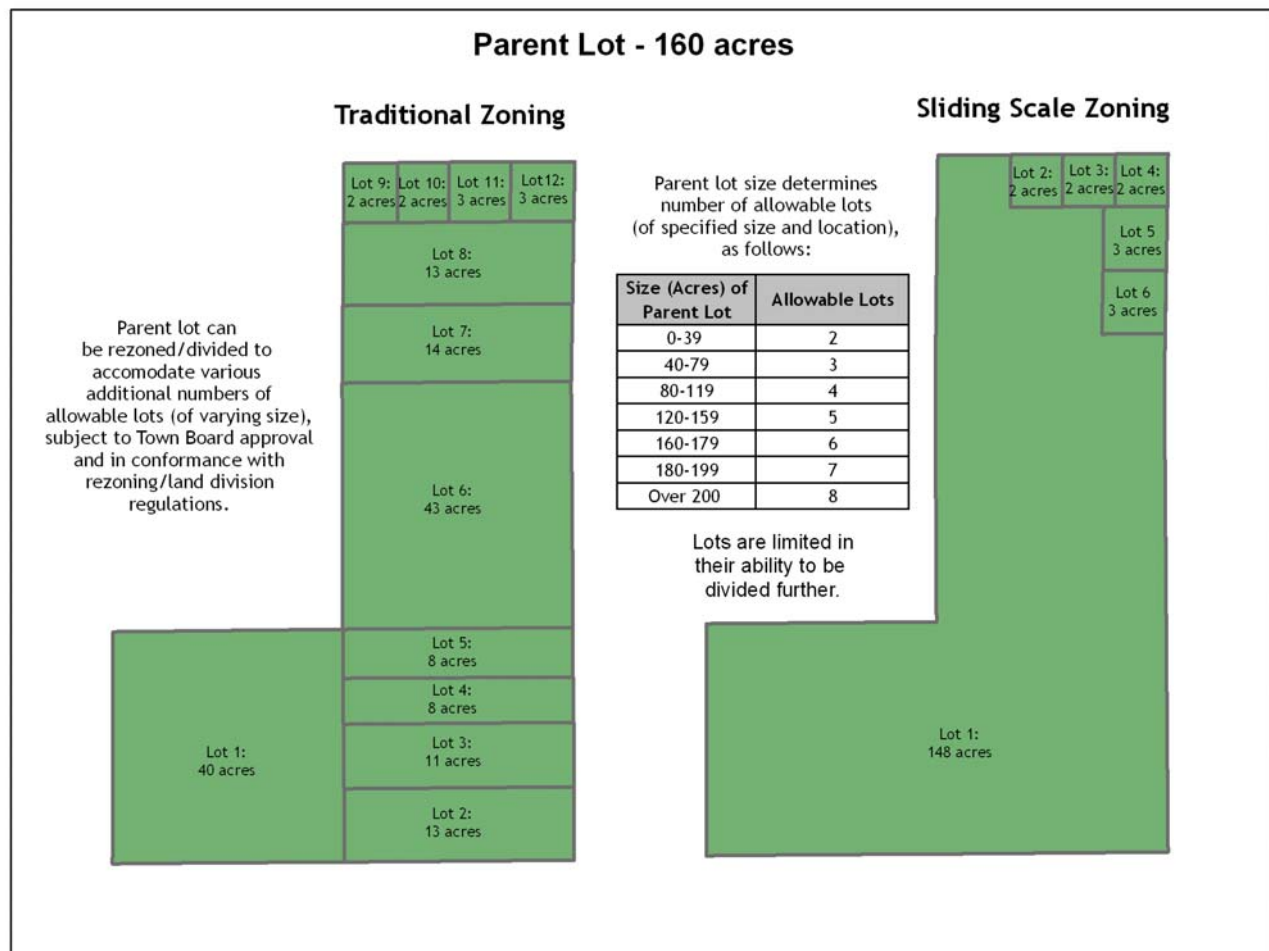 Parent Lot - 160 acres
Traditional Zoning
Parent lot can
be rezoned/divided to
accomodate various
additional numbers of
allowable lots (of varying size),
subject to Town Board approval
and in conformance with
rezoning/land division
regulations.
Lot 9:
2 acres
Lot 10:
2 acres
Lot 11:
3 acres
Lot12:
3 acres
Lot 8:
13 acres
Lot 7:
14 acres
Lot 6:
43 acres
Lot 5:
8 acres
Lot 4:
8 acres
Lot 3:
11 acres
Lot 2:
13 acres
Lot 1:
40 acres
Sliding Scale Zoning
Parent lot size determines
number of allowable lots
(of specified size and location),
as follows:
Size (Acres) of
Parent Lot
Allowable Lots
0-39 2
40-79 3
80-119 4
120-159 5
160-179 6
180-199 7
Over 200 8
Lots are limited in
their ability to be
divided further.
Lot 2:
2 acres
Lot 3:
2 acres
Lot 4:
2 acres
Lot 5
3 acres
Lot 6
3 acres
Lot 1:
148 acres